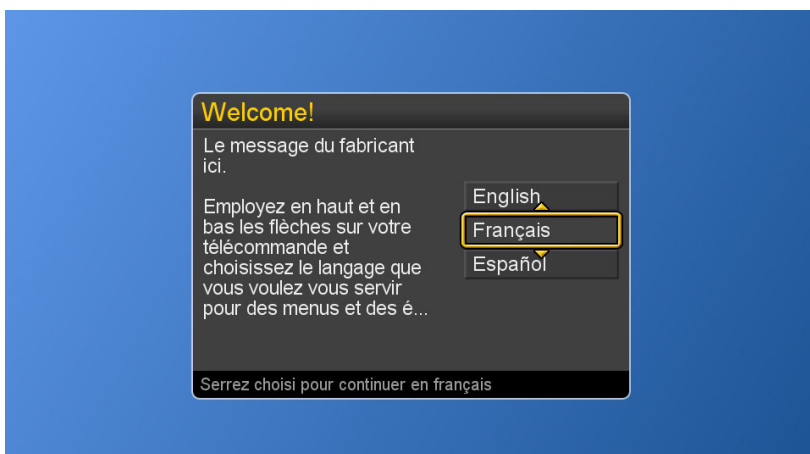 Welcome!
Le message du fabricant
ici.
Employez en haut et en
bas les flèches sur votre
télécommande et
choisissez le langage que
vous voulez vous servir
pour des menus et des é...
English
Français
Español
Serrez choisi pour continuer en français